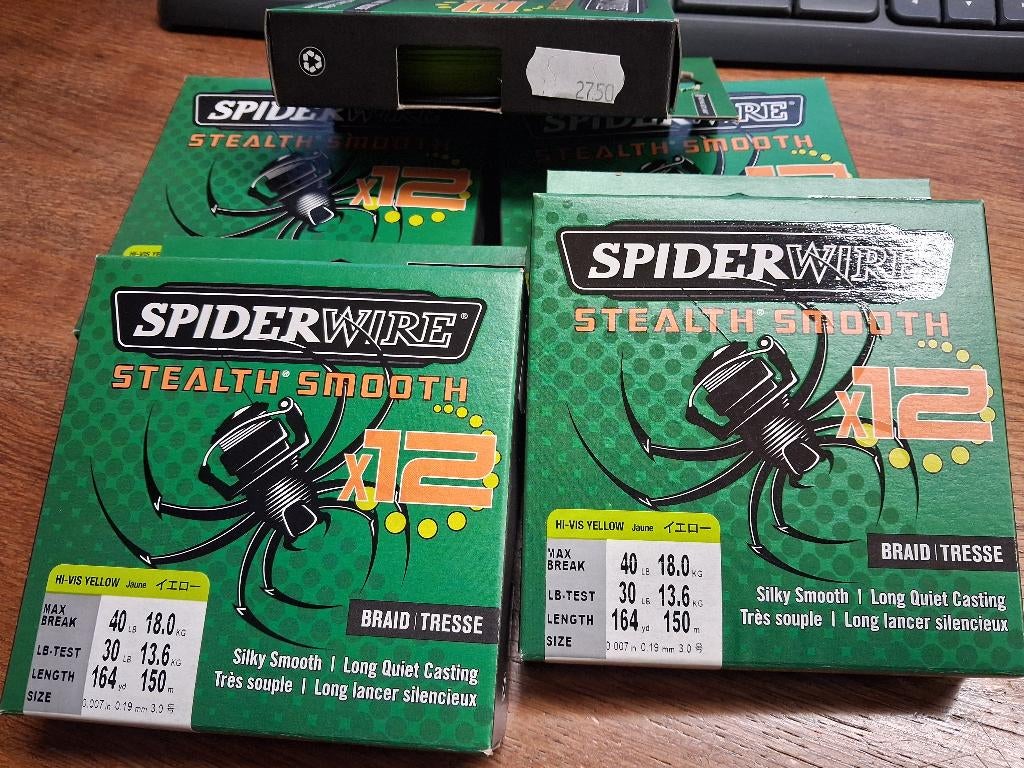 27.50
SPIDERWIRE
STEALTH SMOOTH
x12
SPIDERWIRE®
STEALTH SMOOTH
SPIDERWIRE®
STEALTH® SMOOTH
x12
HI-VIS YELLOW Jaune イエロー
MAX BREAK 40 LB 18.0 KG
LB-TEST 30 LB 13.6 KG
LENGTH 164 yd 150 m
SIZE 0.007 in 0.19 mm 3.0 号
BRAID | TRESSE
Silky Smooth | Long Quiet Casting
Très souple | Long lancer silencieux
SPIDERWIRE
STEALTH® SMOOTH
x12
HI-VIS YELLOW Jaune イエロー
MAX BREAK 40 LB 18.0 KG
LB-TEST 30 LB 13.6 KG
LENGTH 164 yd 150 m
SIZE 0.007 in 0.19 mm 3.0 号
BRAID | TRESSE
Silky Smooth | Long Quiet Casting
Très souple | Long lancer silencieux